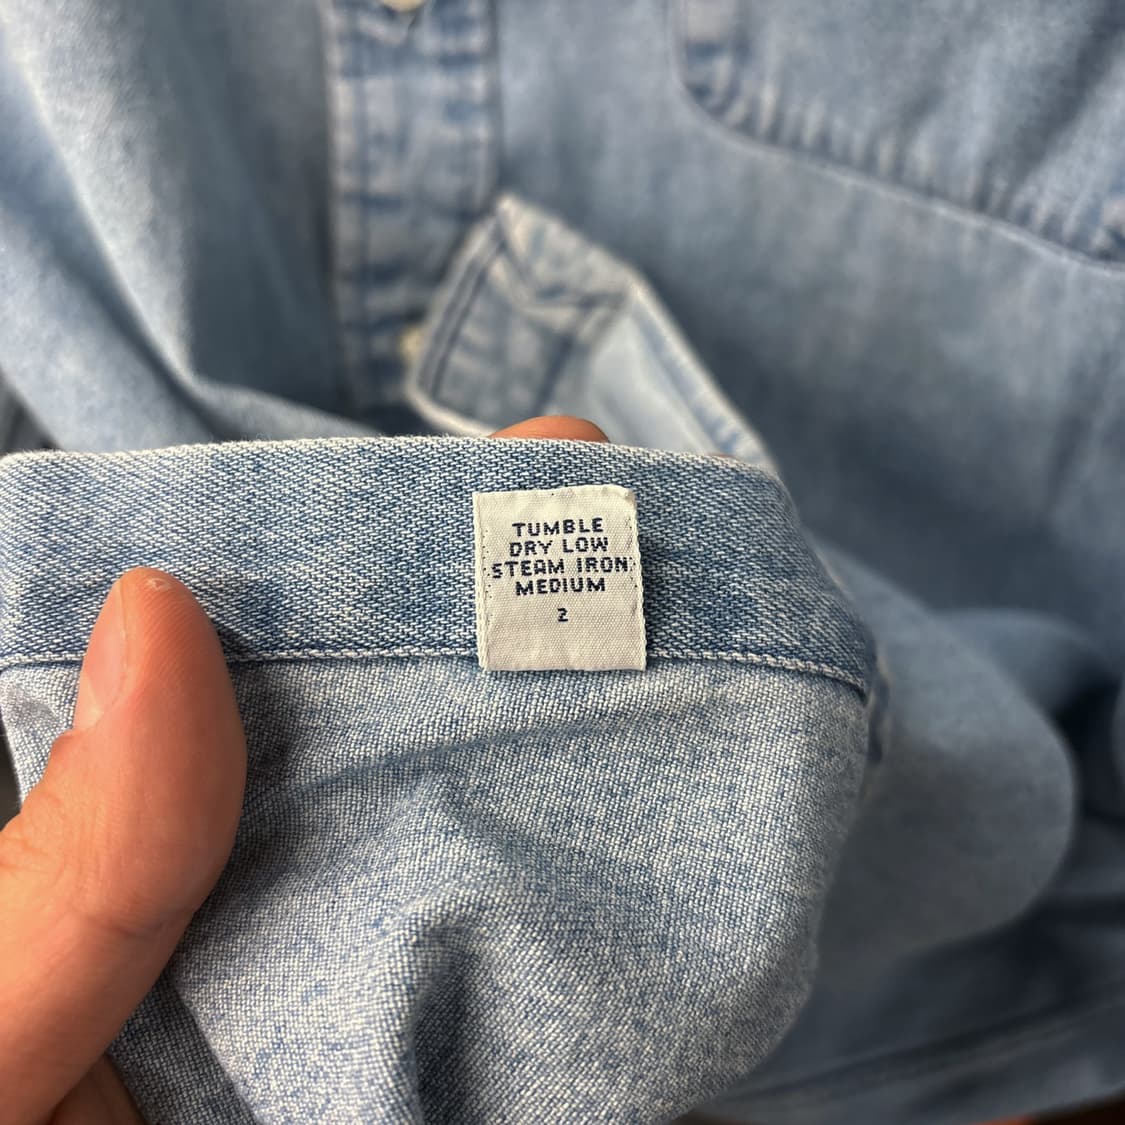 TUMBLE
DRY LOW
STEAM IRON
MEDIUM
2